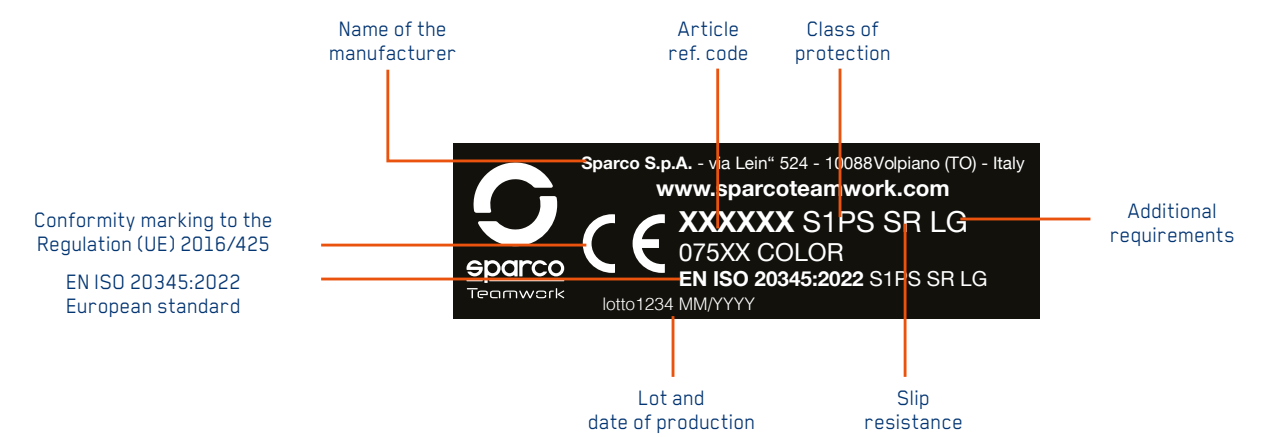 Name of the
manufacturer
Article
ref. code
Class of
protection
Sparco S.p.A. - via Lein“ 524 - 10088Volpiano (TO) - Italy
www.sparcoteamwork.com
XXXXXX S1PS SR LG
075XX COLOR
EN ISO 20345:2022 S1PS SR LG
lotto1234 MM/YYYY
sparco
Teamwork
CE
Conformity marking to the
Regulation (UE) 2016/425
EN ISO 20345:2022
European standard
Additional
requirements
Lot and
date of production
Slip
resistance